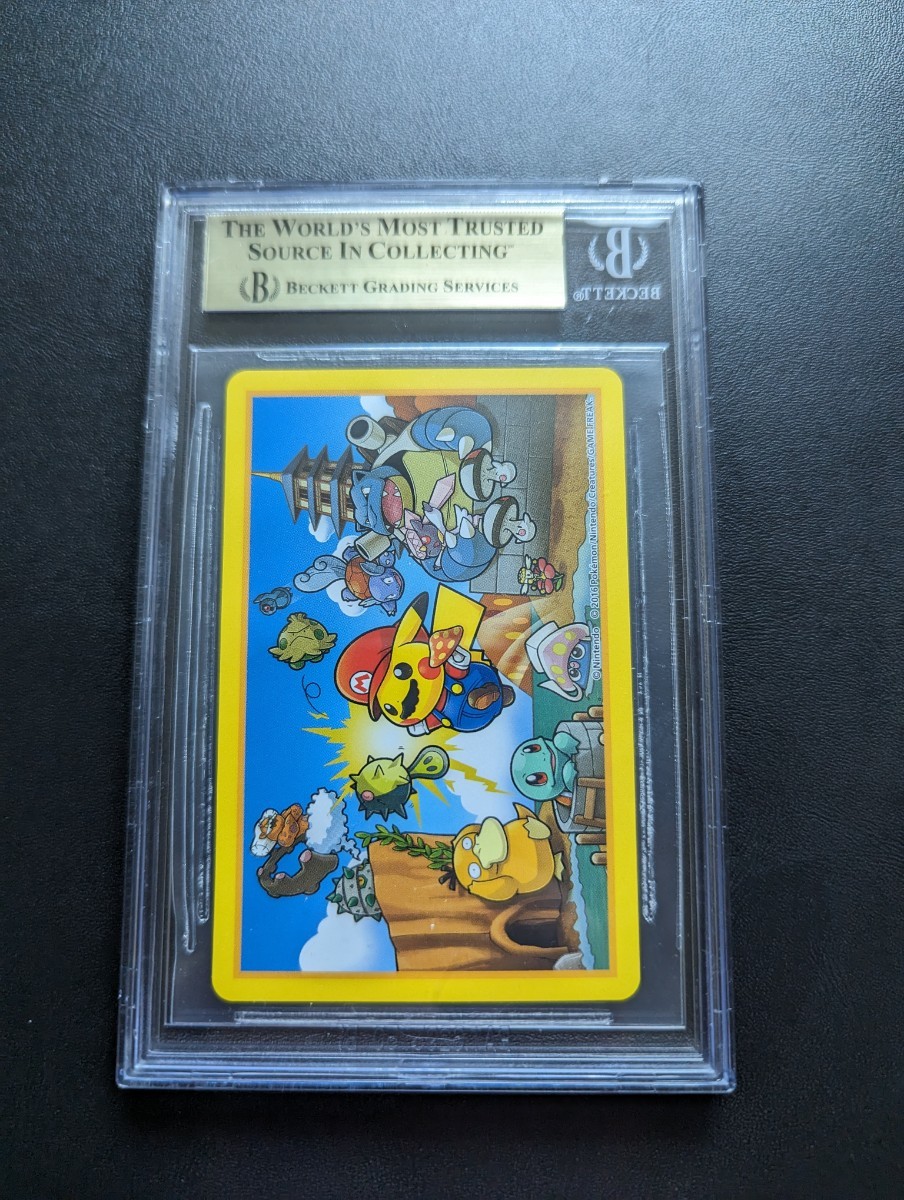 THE WORLD'S MOST TRUSTED
SOURCE IN COLLECTING™
B BECKETT GRADING SERVICES
B
BECKETT®
M
© Nintendo © 2016 Pokémon/Nintendo/Creatures/GAME FREAK